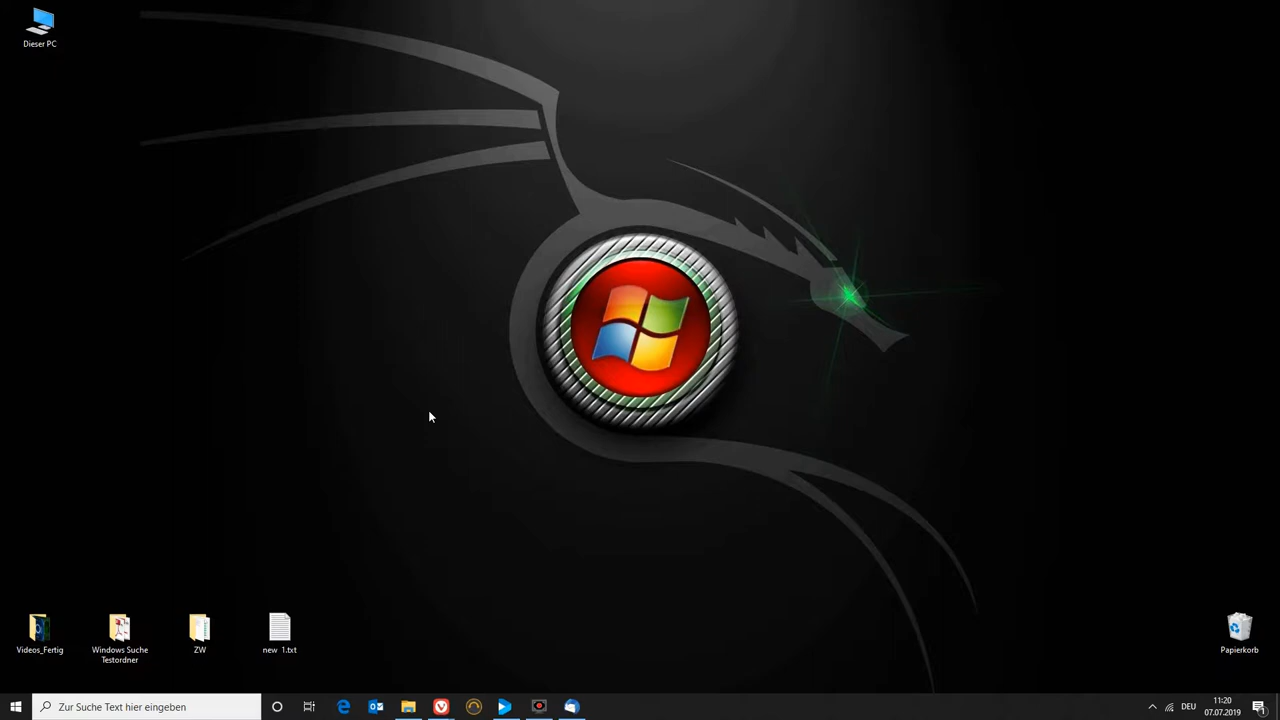 Dieser PC
Videos_Fertig
Windows Suche
Testordner
ZW
new 1.txt
Papierkorb
Zur Suche Text hier eingeben
DEU
11:20
07.07.2019